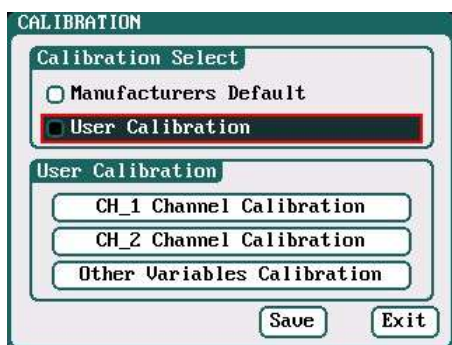 CALIBRATION
Calibration Select
Manufacturers Default
User Calibration
User Calibration
CH_1 Channel Calibration
CH_2 Channel Calibration
Other Variables Calibration
Save Exit